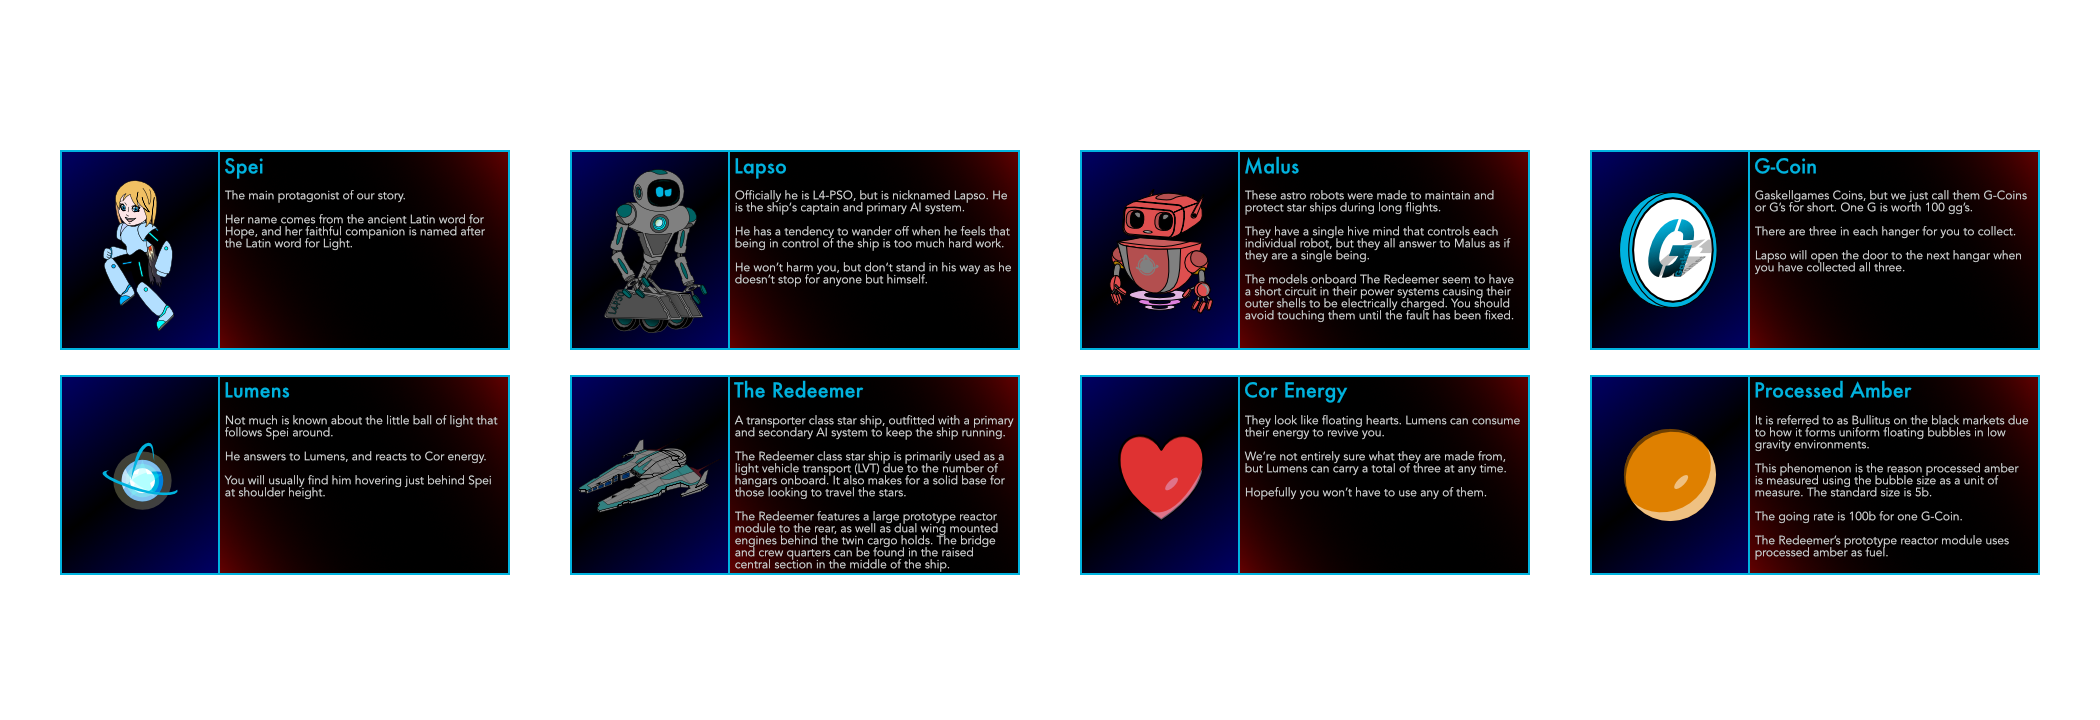 Spei
The main protagonist of our story.
Her name comes from the ancient Latin word for
Hope, and her faithful companion is named after
the Latin word for Light.
Lapso
Officially he is L4-PSO, but is nicknamed Lapso. He
is the ship's captain and primary AI system.
He has a tendency to wander off when he feels that
being in control of the ship is too much hard work.
He won't harm you, but don't stand in his way as he
doesn't stop for anyone but himself.
LAPSO
Malus
These astro robots were made to maintain and
protect star ships during long flights.
They have a single hive mind that controls each
individual robot, but they all answer to Malus as if
they are a single being.
The models onboard The Redeemer seem to have
a short circuit in their power systems causing their
outer shells to be electrically charged. You should
avoid touching them until the fault has been fixed.
G-Coin
Gaskellgames Coins, but we just call them G-Coins
or G's for short. One G is worth 100 gg's.
There are three in each hanger for you to collect.
Lapso will open the door to the next hangar when
you have collected all three.
G
Lumens
Not much is known about the little ball of light that
follows Spei around.
He answers to Lumens, and reacts to Cor energy.
You will usually find him hovering just behind Spei
at shoulder height.
The Redeemer
A transporter class star ship, outfitted with a primary
and secondary AI system to keep the ship running.
The Redeemer class star ship is primarily used as a
light vehicle transport (LVT) due to the number of
hangars onboard. It also makes for a solid base for
those looking to travel the stars.
The Redeemer features a large prototype reactor
module to the rear, as well as dual wing mounted
engines behind the twin cargo holds. The bridge
and crew quarters can be found in the raised
central section in the middle of the ship.
Cor Energy
They look like floating hearts. Lumens can consume
their energy to revive you.
We're not entirely sure what they are made from,
but Lumens can carry a total of three at any time.
Hopefully you won't have to use any of them.
Processed Amber
It is referred to as Bullitus on the black markets due
to how it forms uniform floating bubbles in low
gravity environments.
This phenomenon is the reason processed amber
is measured using the bubble size as a unit of
measure. The standard size is 5b.
The going rate is 100b for one G-Coin.
The Redeemer's prototype reactor module uses
processed amber as fuel.